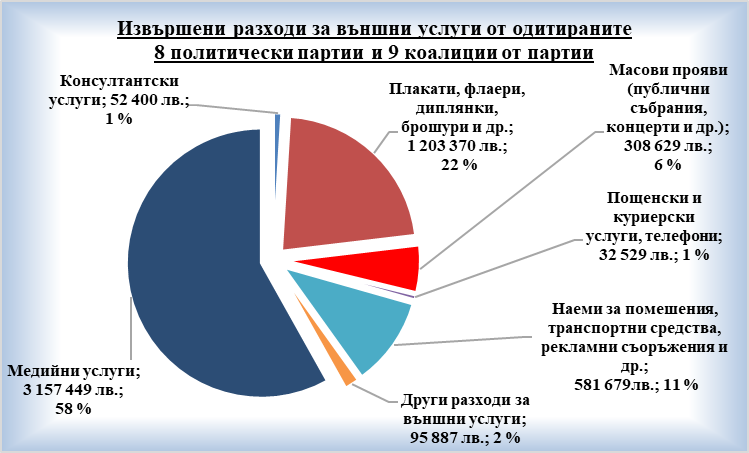 Извършени разходи за външни услуги от одитираните
8 политически партии и 9 коалиции от партии
Консултантски
услуги; 52 400 лв.;
1 %
Плакати, флаери,
диплянки,
брошури и др.;
1 203 370 лв.;
22 %
Масови прояви
(публични
събрания,
концерти и др.);
308 629 лв.;
6 %
Пощенски и
куриерски
услуги, телефони;
32 529 лв.; 1 %
Наеми за помешения,
транспортни средства,
рекламни съоръжения и
др.;
581 679лв.; 11 %
Други разходи за
външни услуги;
95 887 лв.; 2 %
Медийни услуги;
3 157 449 лв.;
58 %